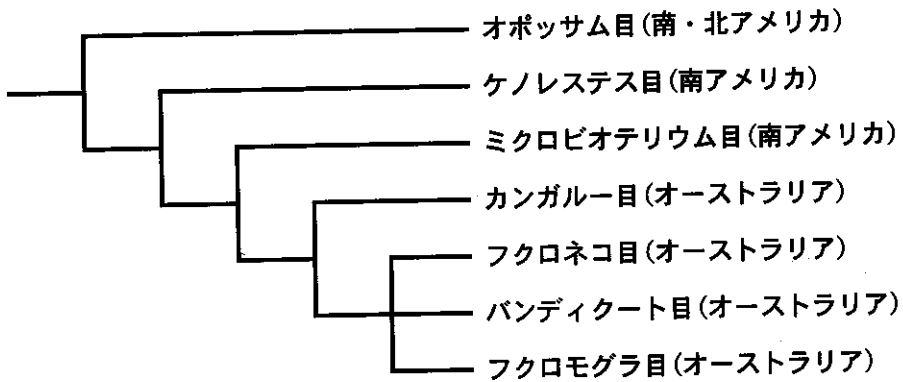 オポッサム目(南・北アメリカ)
ケノレステス目(南アメリカ)
ミクロビオテリウム目(南アメリカ)
カンガルー目(オーストラリア)
フクロネコ目(オーストラリア)
バンディクート目(オーストラリア)
フクロモグラ目(オーストラリア)